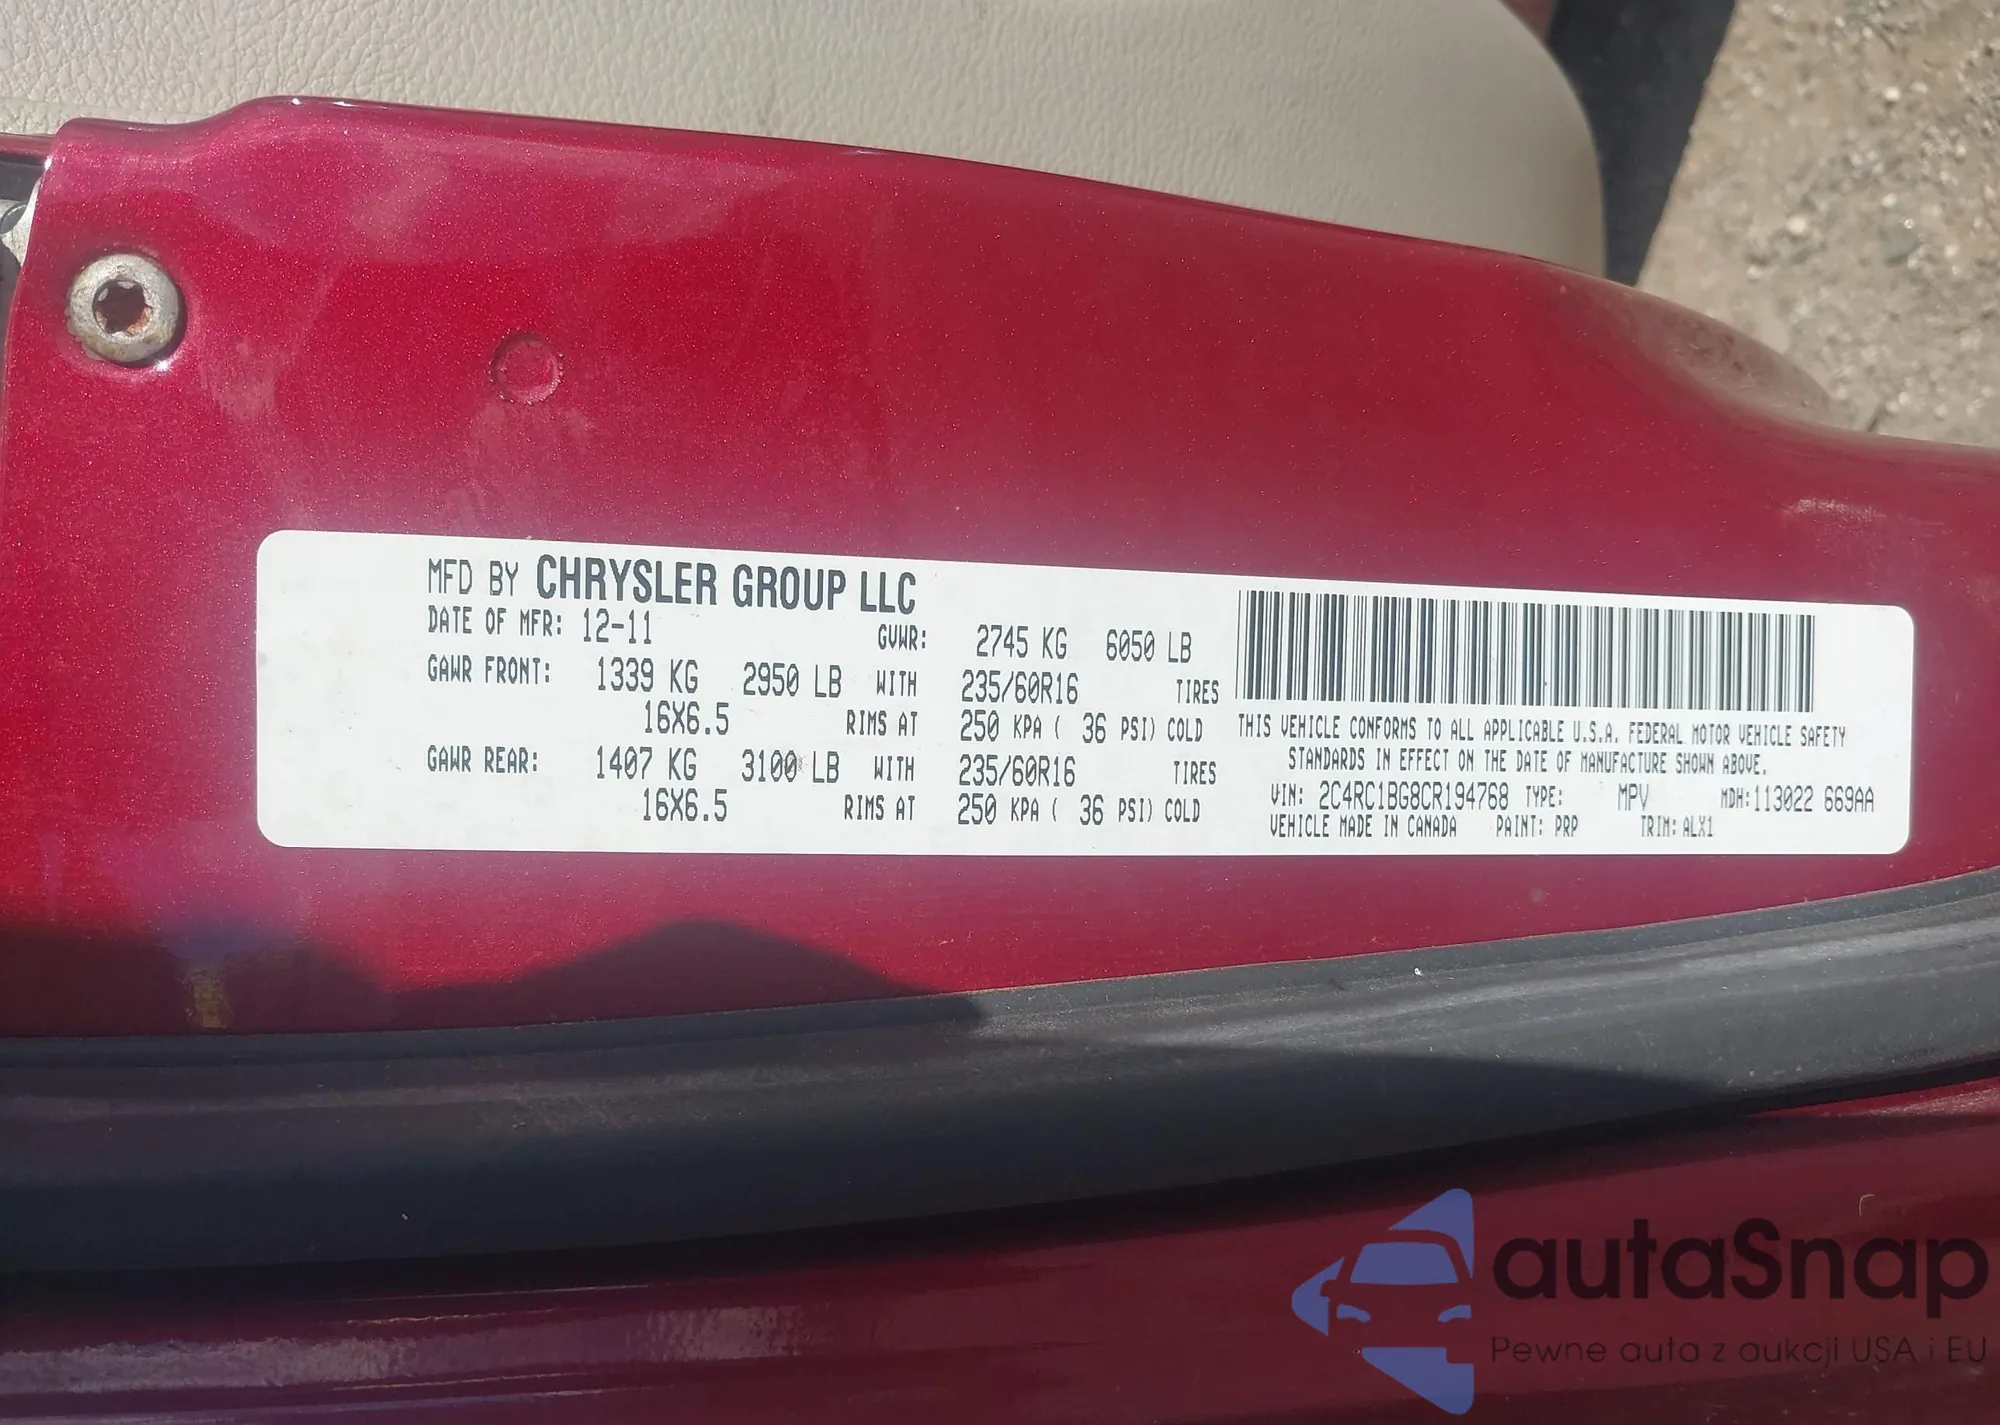 MFD BY CHRYSLER GROUP LLC
DATE OF MFR: 12-11 GVWR: 2745 KG 6050 LB
GAWR FRONT: 1339 KG 2950 LB WITH 235/60R16 TIRES
16X6.5 RIMS AT 250 KPA ( 36 PSI) COLD
GAWR REAR: 1407 KG 3100 LB WITH 235/60R16 TIRES
16X6.5 RIMS AT 250 KPA ( 36 PSI) COLD
THIS VEHICLE CONFORMS TO ALL APPLICABLE U.S.A. FEDERAL MOTOR VEHICLE SAFETY
STANDARDS IN EFFECT ON THE DATE OF MANUFACTURE SHOWN ABOVE.
VIN: 2C4RC1BG8CR194768 TYPE: MPV MDH:113022 669AA
VEHICLE MADE IN CANADA PAINT: PRP TRIM: ALX1
autaSnap
Pewne auta z aukcji USA i EU